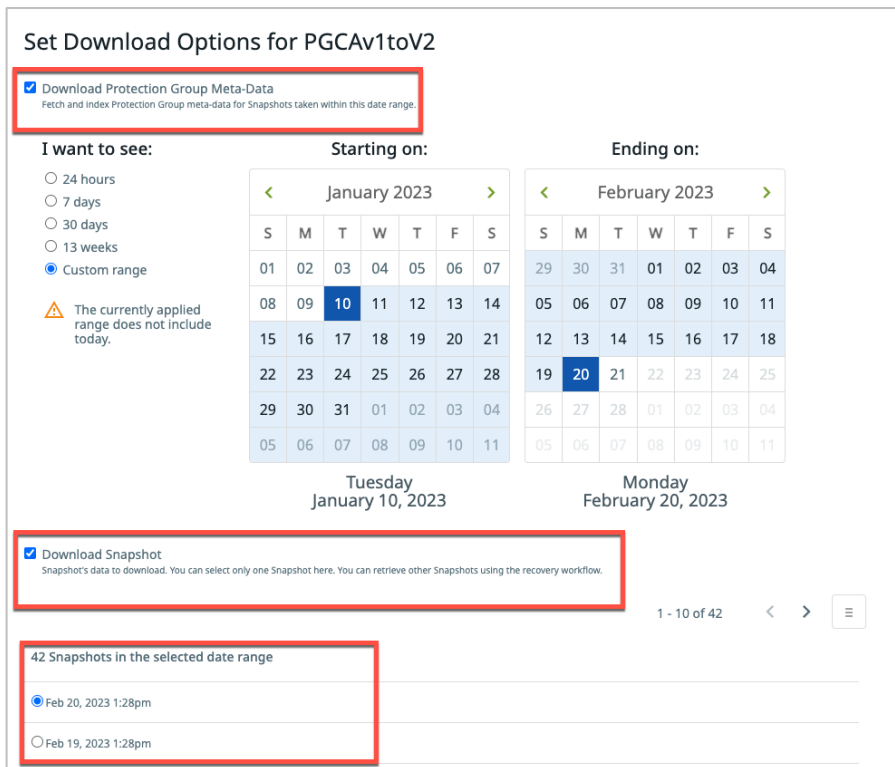 Set Download Options for PGCAv1toV2
Download Protection Group Meta-Data
Fetch and index Protection Group meta-data for Snapshots taken within this date range.
I want to see:
24 hours
7 days
30 days
13 weeks
Custom range
The currently applied
range does not include
today.
Starting on:
January 2023
S M T W T F S
01 02 03 04 05 06 07
08 09 10 11 12 13 14
15 16 17 18 19 20 21
22 23 24 25 26 27 28
29 30 31 01 02 03 04
05 06 07 08 09 10 11
Tuesday
January 10, 2023
Ending on:
February 2023
S M T W T F S
29 30 31 01 02 03 04
05 06 07 08 09 10 11
12 13 14 15 16 17 18
19 20 21 22 23 24 25
26 27 28 01 02 03 04
05 06 07 08 09 10 11
Monday
February 20, 2023
Download Snapshot
Snapshot's data to download. You can select only one Snapshot here. You can retrieve other Snapshots using the recovery workflow.
1 - 10 of 42
42 Snapshots in the selected date range
Feb 20, 2023 1:28pm
Feb 19, 2023 1:28pm